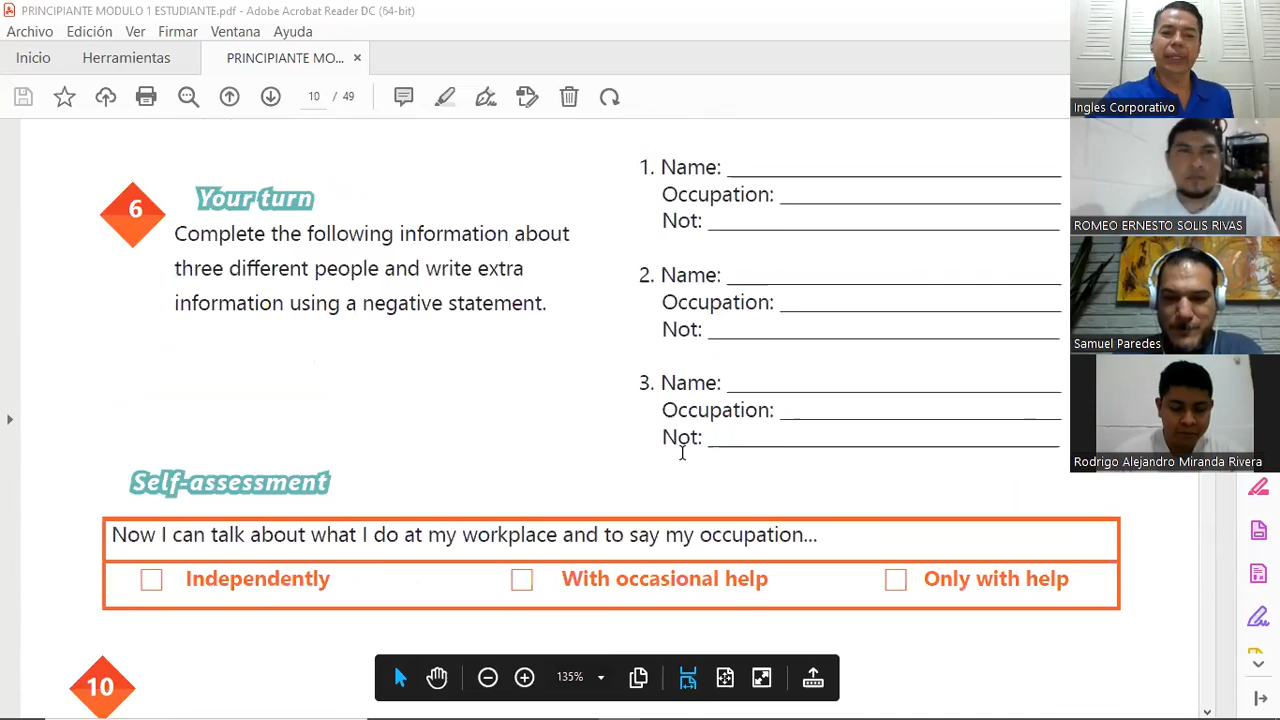 PRINCIPIANTE MODULO 1 ESTUDIANTE.pdf - Adobe Acrobat Reader DC (64-bit)
Archivo Edición Ver Firmar Ventana Ayuda
Inicio Herramientas PRINCIPIANTE MO... ×
10 / 49
6 Your turn
Complete the following information about
three different people and write extra
information using a negative statement.
1. Name:
Occupation:
Not:
2. Name:
Occupation:
Not:
3. Name:
Occupation:
Not:
Self-assessment
Now I can talk about what I do at my workplace and to say my occupation...
Independently With occasional help Only with help
10
135%
Ingles Corporativo
ROMEO ERNESTO SOLIS RIVAS
Samuel Paredes
Rodrigo Alejandro Miranda Rivera